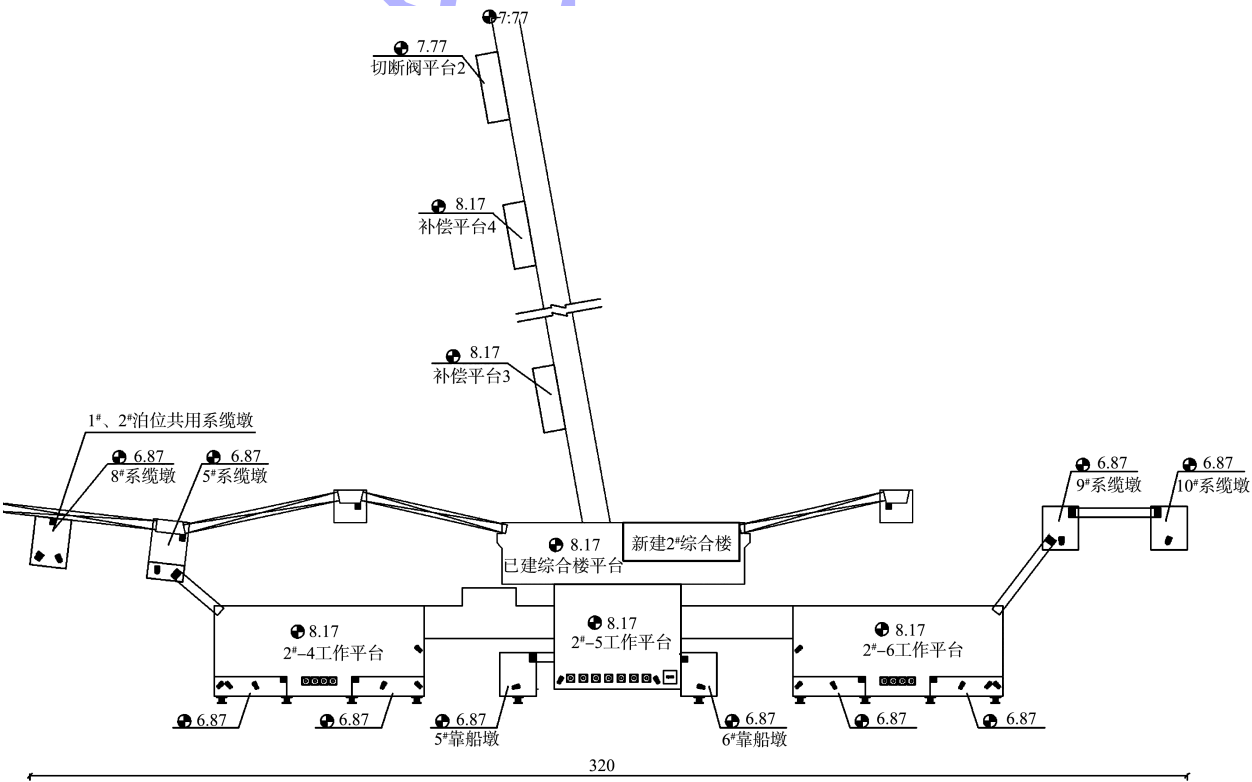 7.77
7.77
切断阀平台2
8.17
补偿平台4
8.17
补偿平台3
1#、2#泊位共用系缆墩
6.87
8#系缆墩
6.87
5#系缆墩
6.87
9#系缆墩
6.87
10#系缆墩
8.17
已建综合楼平台
新建2#综合楼
8.17
2#-4工作平台
8.17
2#-5工作平台
8.17
2#-6工作平台
6.87
6.87
6.87
5#靠船墩
6.87
6#靠船墩
6.87
6.87
320